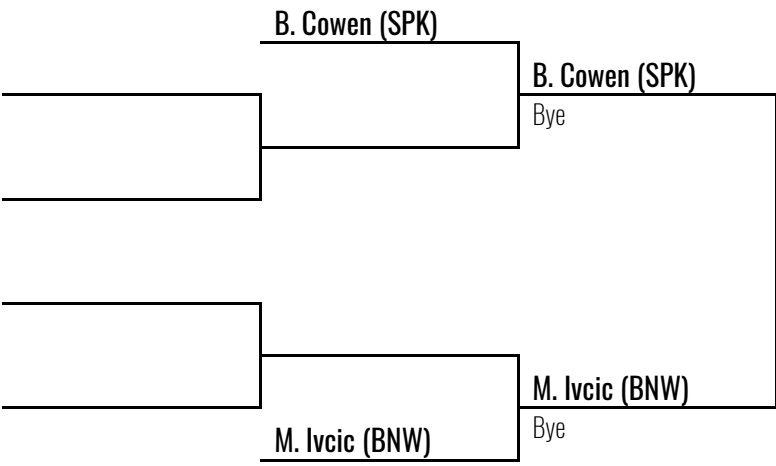 B. Cowen (SPK)
B. Cowen (SPK)
Bye
M. Ivcic (BNW)
Bye
M. Ivcic (BNW)